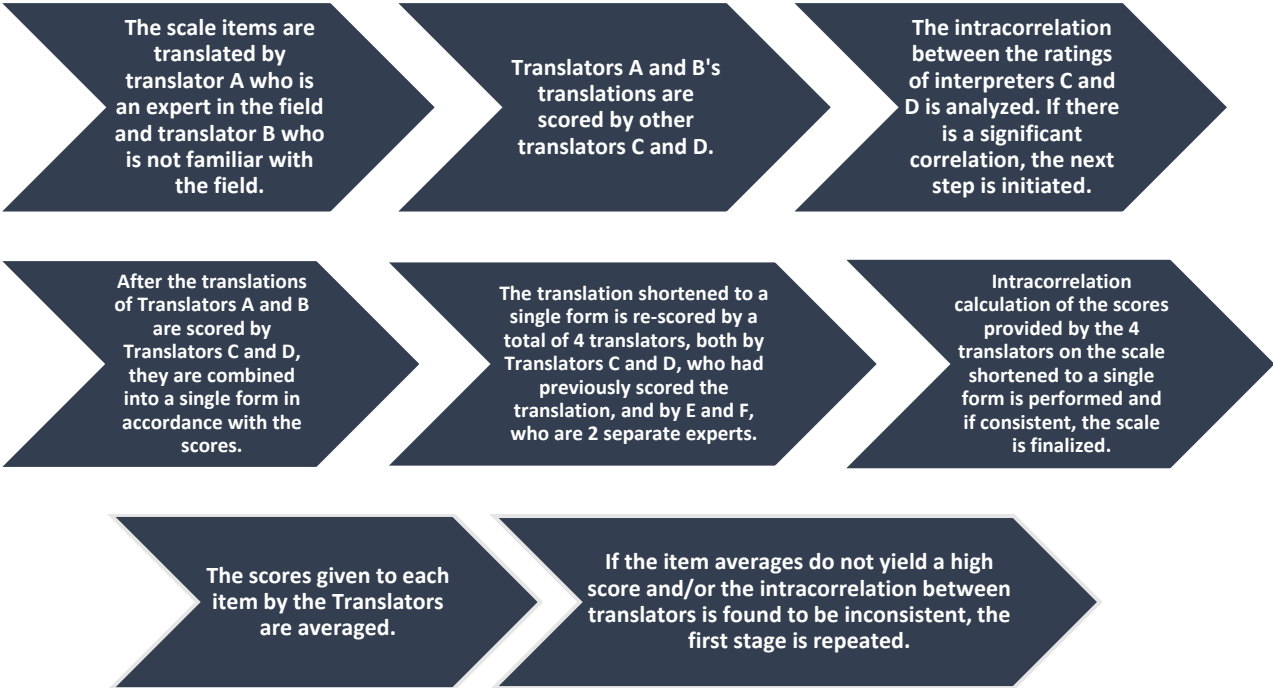 The scale items are
translated by
translator A who is
an expert in the field
and translator B who
is not familiar with
the field.
Translators A and B's
translations are
scored by other
translators C and D.
The intracorrelation
between the ratings
of interpreters C and
D is analyzed. If there
is a significant
correlation, the next
step is initiated.
After the translations
of Translators A and B
are scored by
Translators C and D,
they are combined
into a single form in
accordance with the
scores.
The translation shortened to a
single form is re-scored by a
total of 4 translators, both by
Translators C and D, who had
previously scored the
translation, and by E and F,
who are 2 separate experts.
Intracorrelation
calculation of the scores
provided by the 4
translators on the scale
shortened to a single
form is performed and
if consistent, the scale
is finalized.
The scores given to each
item by the Translators
are averaged.
If the item averages do not yield a high
score and/or the intracorrelation between
translators is found to be inconsistent, the
first stage is repeated.